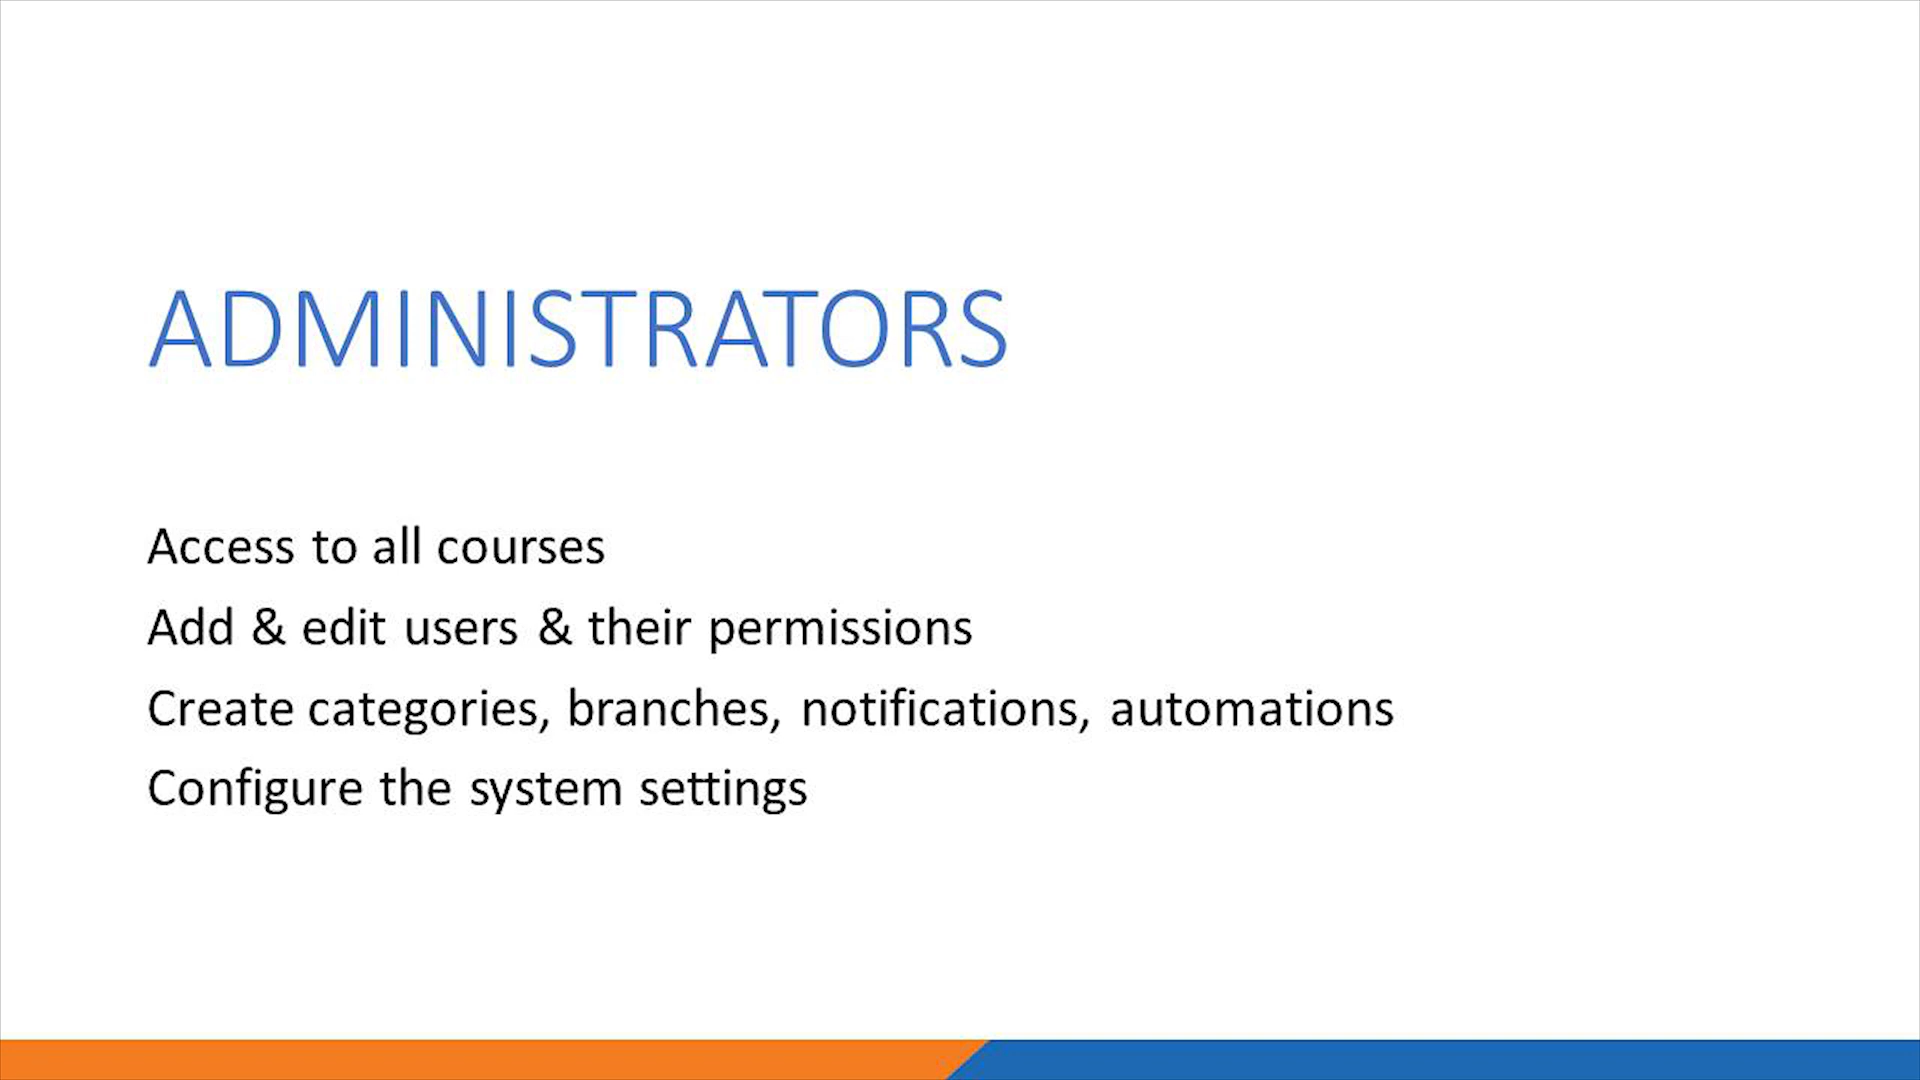 ADMINISTRATORS
Access to all courses
Add & edit users & their permissions
Create categories, branches, notifications, automations
Configure the system settings